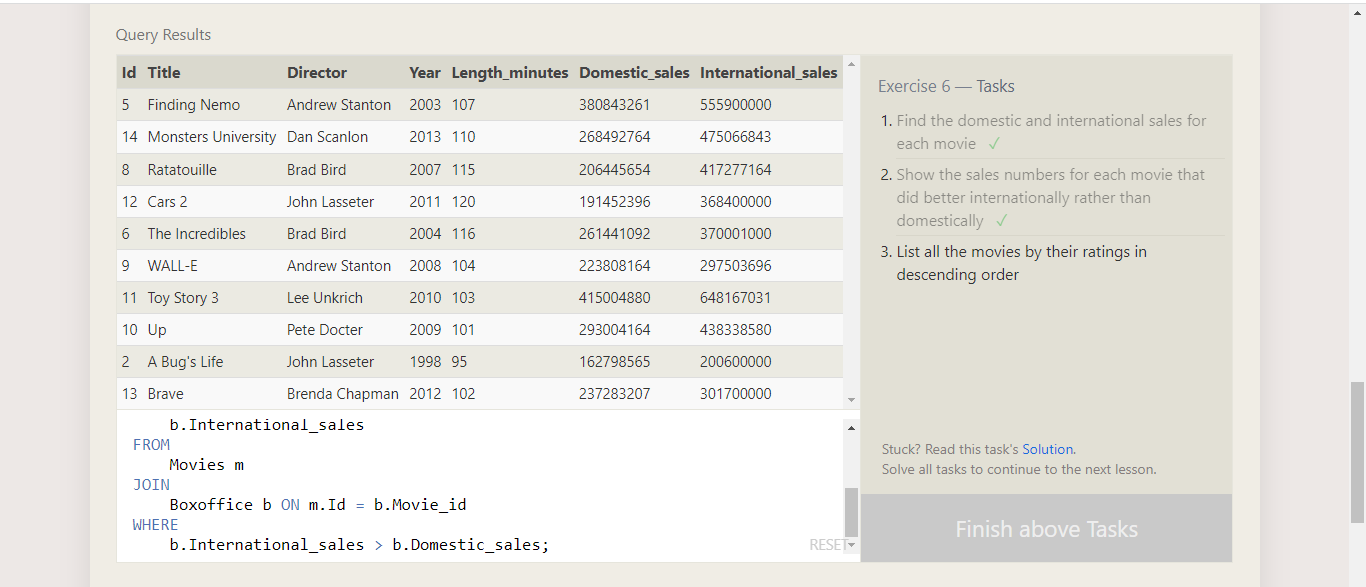 Query Results
Id Title Director Year Length_minutes Domestic_sales International_sales
5 Finding Nemo Andrew Stanton 2003 107 380843261 555900000
14 Monsters University Dan Scanlon 2013 110 268492764 475066843
8 Ratatouille Brad Bird 2007 115 206445654 417277164
12 Cars 2 John Lasseter 2011 120 191452396 368400000
6 The Incredibles Brad Bird 2004 116 261441092 370001000
9 WALL-E Andrew Stanton 2008 104 223808164 297503696
11 Toy Story 3 Lee Unkrich 2010 103 415004880 648167031
10 Up Pete Docter 2009 101 293004164 438338580
2 A Bug's Life John Lasseter 1998 95 162798565 200600000
13 Brave Brenda Chapman 2012 102 237283207 301700000
b.International_sales
FROM
Movies m
JOIN
Boxoffice b ON m.Id = b.Movie_id
WHERE
b.International_sales > b.Domestic_sales;
RESET
Exercise 6 — Tasks
1. Find the domestic and international sales for
each movie ✓
2. Show the sales numbers for each movie that
did better internationally rather than
domestically ✓
3. List all the movies by their ratings in
descending order
Stuck? Read this task's Solution.
Solve all tasks to continue to the next lesson.
Finish above Tasks